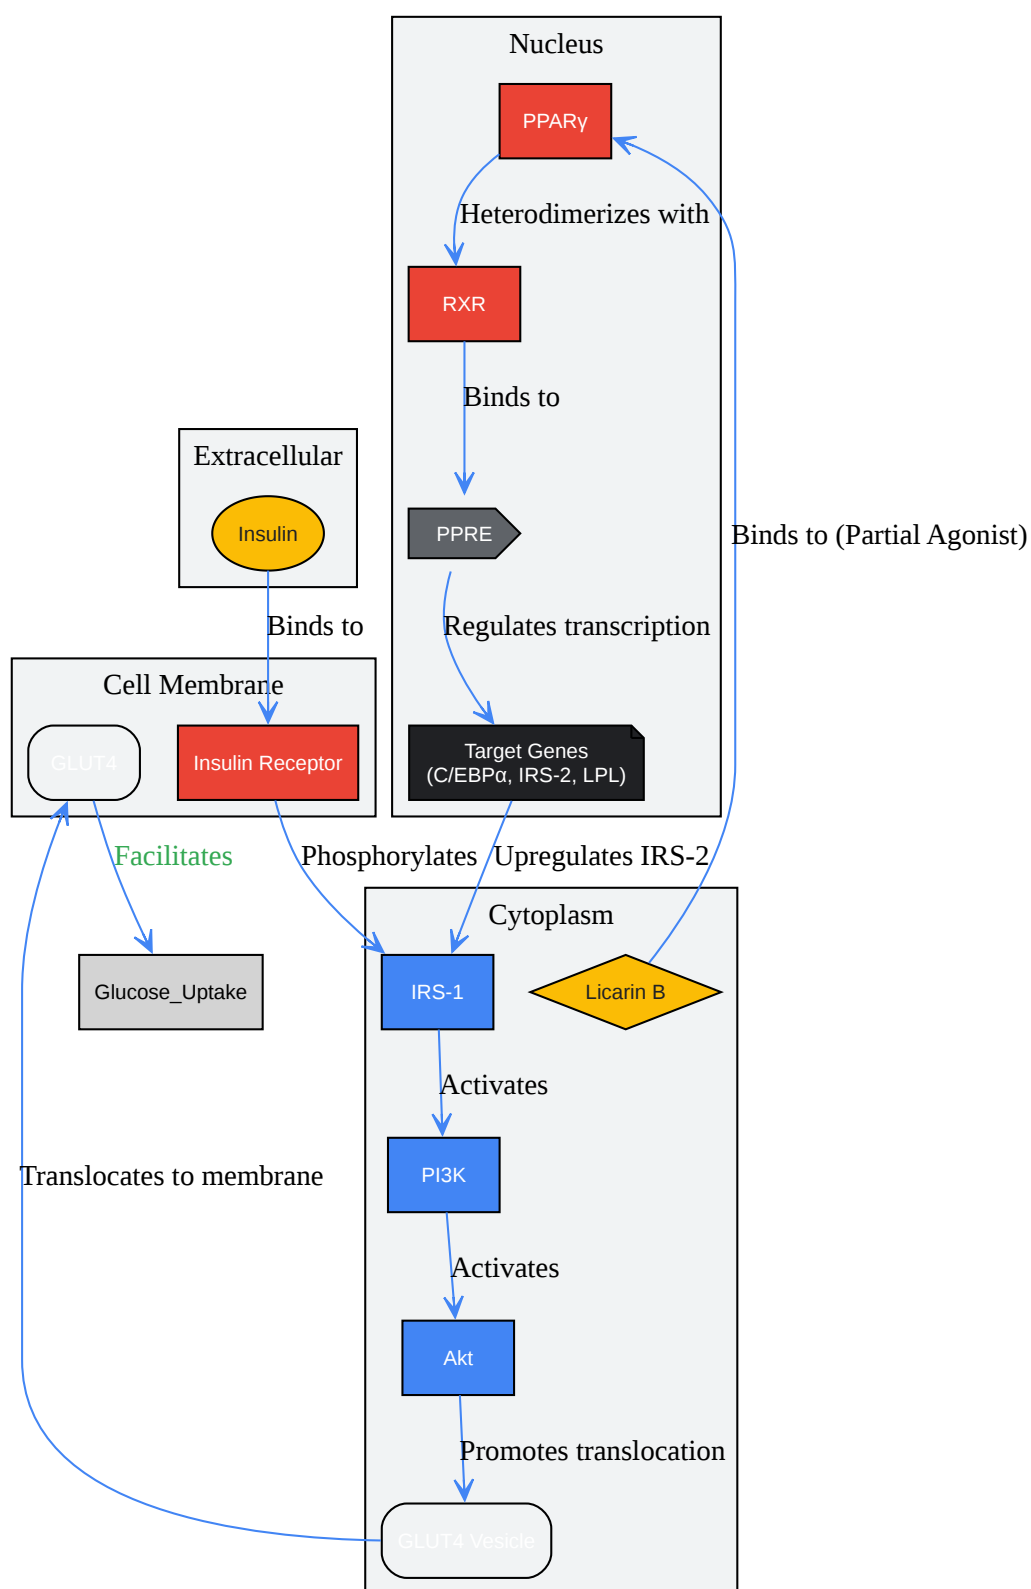 Nucleus
PPARγ
Heterodimerizes with
RXR
Binds to
Extracellular
Insulin
PPRE
Binds to (Partial Agonist)
Binds to
Regulates transcription
Cell Membrane
GLUT4
Insulin Receptor
Target Genes
(C/EBPα, IRS-2, LPL)
Facilitates
Phosphorylates
Upregulates IRS-2
Cytoplasm
Glucose_Uptake
IRS-1
Licarin B
Activates
PI3K
Translocates to membrane
Activates
Akt
Promotes translocation
GLUT4 Vesicle